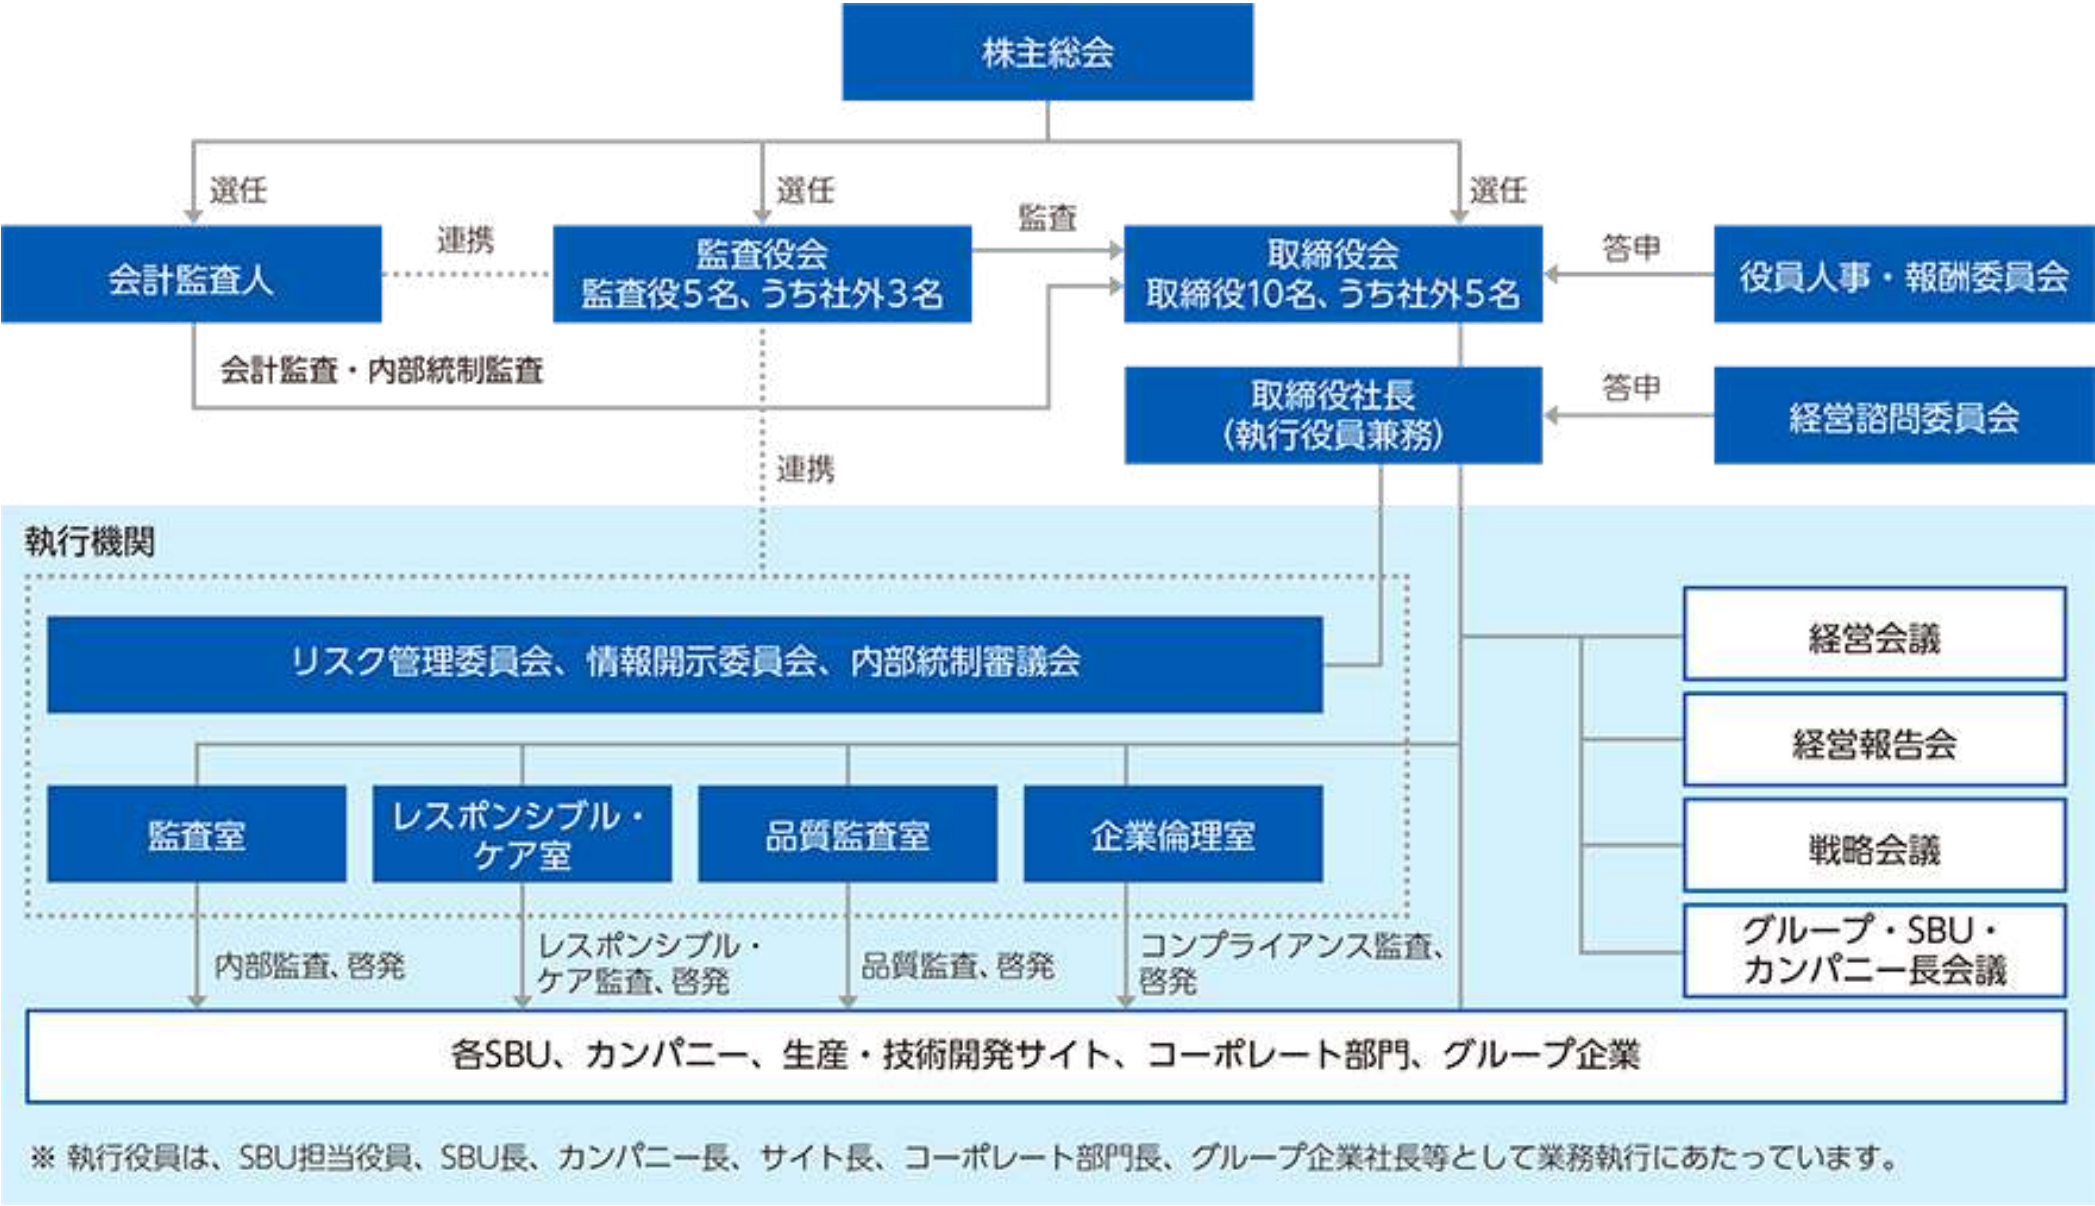 株主総会
選任
選任
選任
会計監査人
連携
監査役会
監査役5名、うち社外3名
監査
取締役会
取締役10名、うち社外5名
答申
役員人事・報酬委員会
会計監査・内部統制監査
取締役社長
(執行役員兼務)
答申
経営諮問委員会
連携
執行機関
リスク管理委員会、情報開示委員会、内部統制審議会
経営会議
経営報告会
戦略会議
グループ・SBU・
カンパニー長会議
監査室
レスポンシブル・
ケア室
品質監査室
企業倫理室
内部監査、啓発
レスポンシブル・
ケア監査、啓発
品質監査、啓発
コンプライアンス監査、
啓発
各SBU、カンパニー、生産・技術開発サイト、コーポレート部門、グループ企業
※ 執行役員は、SBU担当役員、SBU長、カンパニー長、サイト長、コーポレート部門長、グループ企業社長等として業務執行にあたっています。